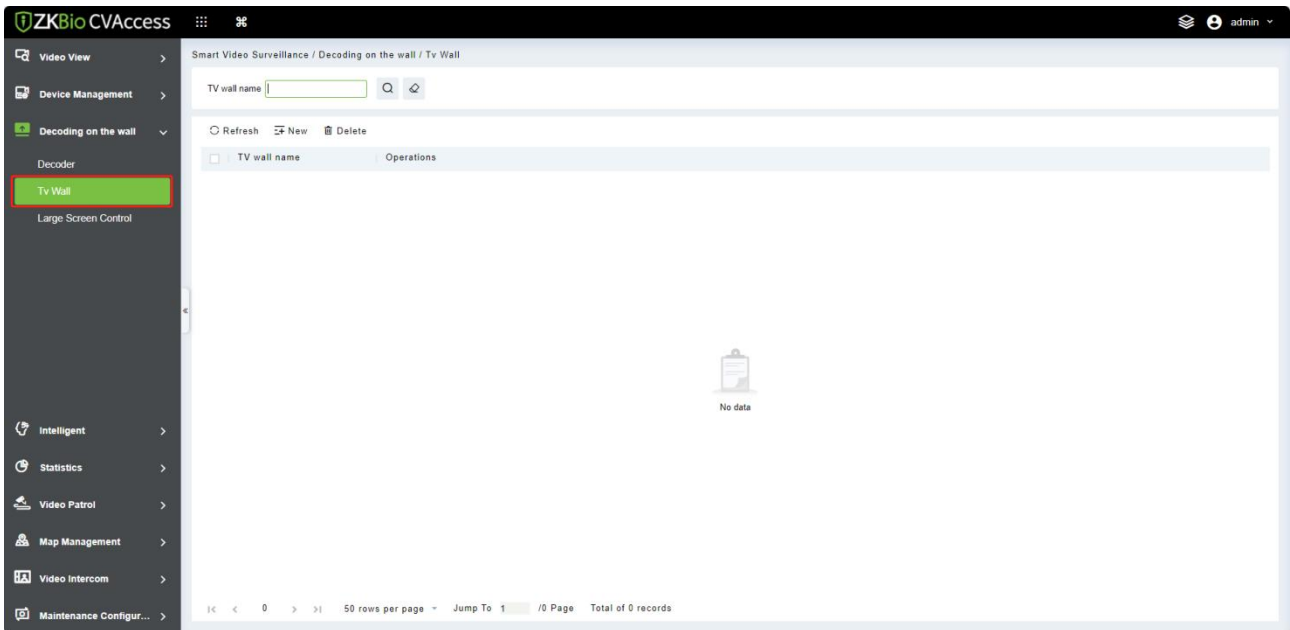 ZKBio CVAccess
admin
Video View
Device Management
Decoding on the wall
Decoder
Tv Wall
Large Screen Control
Intelligent
Statistics
Video Patrol
Map Management
Video Intercom
Maintenance Configur...
Smart Video Surveillance / Decoding on the wall / Tv Wall
TV wall name
Refresh New Delete
TV wall name Operations
No data
0 50 rows per page Jump To 1 /0 Page Total of 0 records